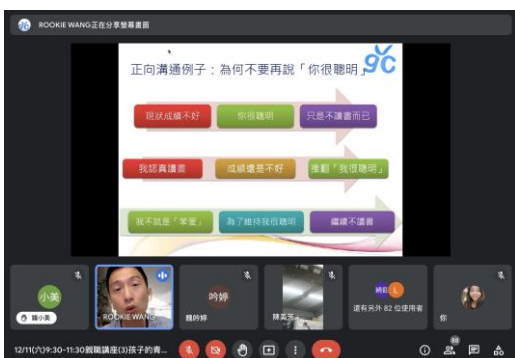 ROOKIE WANG正在分享螢幕畫面
正向溝通例子：為何不要再說「你很聰明」
gc
現狀成績不好
你很聰明
只是不讀書而已
我認真讀書
成績還是不好
推翻「我很聰明」
我不就是「笨蛋」
為了維持我很聰明
繼續不讀書
小美
吟婷
L
ROOKIE WANG
魏吟婷
還有另外 82 位使用者
你
12/11(六)9:30-11:30親職講座(3)孩子的青...
88